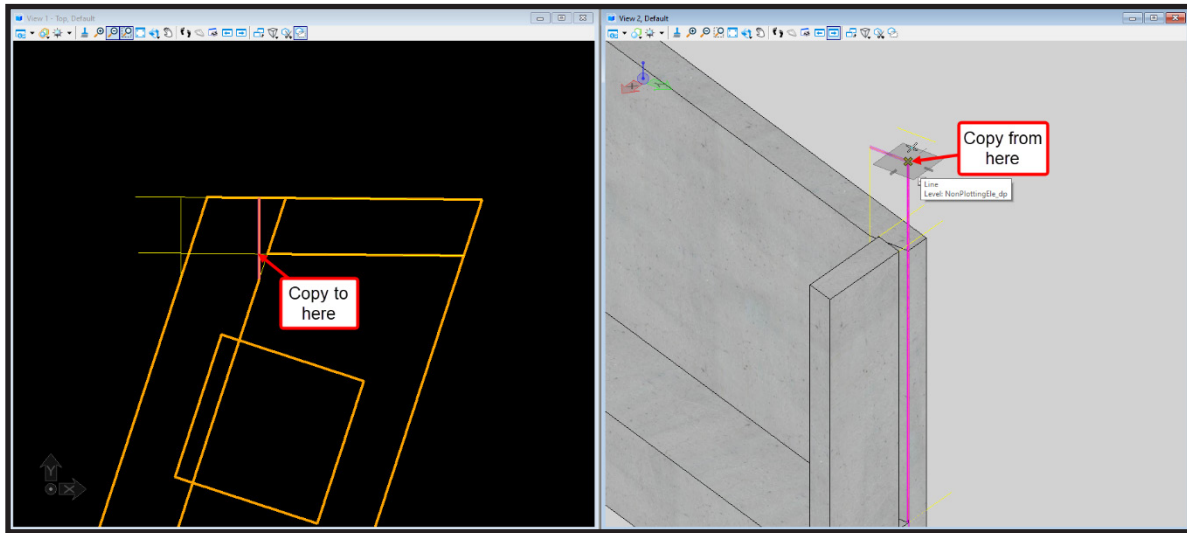 View 1 - Top, Default
View 2, Default
Copy from
here
Line
Level: NonPlottingEle_dp
Copy to
here
Y
X